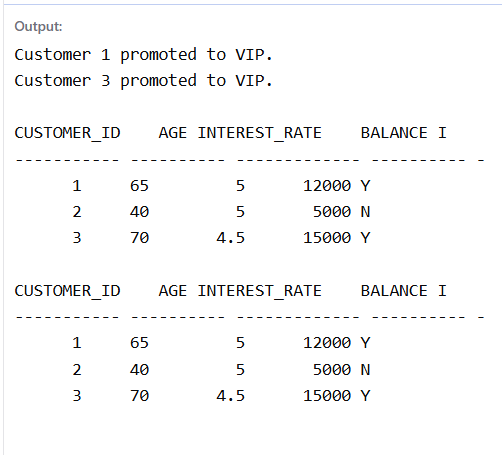 Output:
Customer 1 promoted to VIP.
Customer 3 promoted to VIP.
CUSTOMER_ID    AGE INTEREST_RATE    BALANCE I
----------- ---------- ------------- ---------- -
      1     65         5      12000 Y
      2     40         5       5000 N
      3     70       4.5      15000 Y
CUSTOMER_ID    AGE INTEREST_RATE    BALANCE I
----------- ---------- ------------- ---------- -
      1     65         5      12000 Y
      2     40         5       5000 N
      3     70       4.5      15000 Y